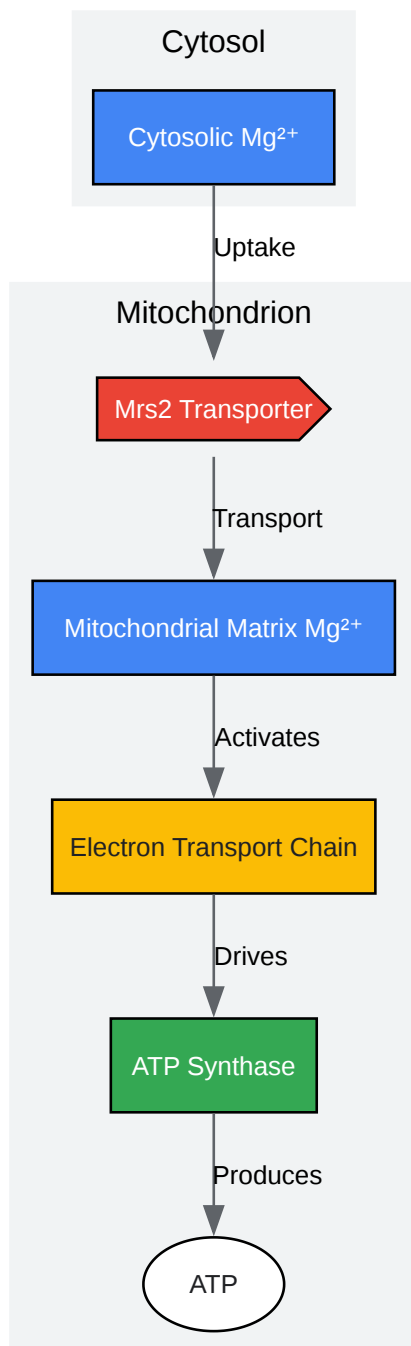 Cytosol
Cytosolic Mg²⁺
Uptake
Mitochondrion
Mrs2 Transporter
Transport
Mitochondrial Matrix Mg²⁺
Activates
Electron Transport Chain
Drives
ATP Synthase
Produces
ATP